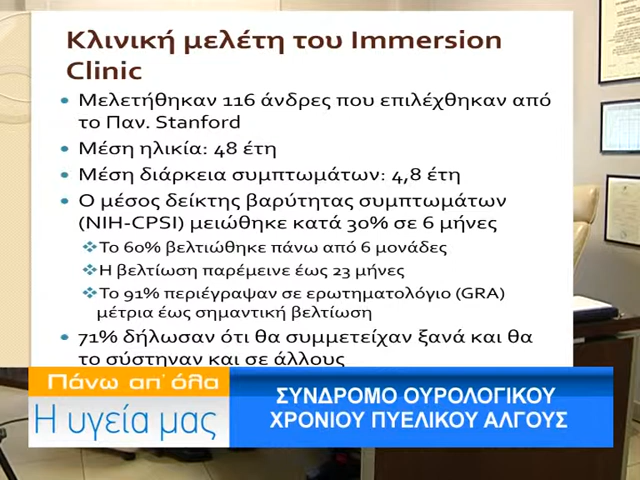 Κλινική μελέτη του Immersion
Clinic
• Μελετήθηκαν 116 άνδρες που επιλέχθηκαν από
το Παν. Stanford
• Μέση ηλικία: 48 έτη
• Μέση διάρκεια συμπτωμάτων: 4,8 έτη
• Ο μέσος δείκτης βαρύτητας συμπτωμάτων
(NIH-CPSI) μειώθηκε κατά 30% σε 6 μήνες
❖Το 60% βελτιώθηκε πάνω από 6 μονάδες
❖Η βελτίωση παρέμεινε έως 23 μήνες
❖Το 91% περιέγραψαν σε ερωτηματολόγιο (GRA)
μέτρια έως σημαντική βελτίωση
• 71% δήλωσαν ότι θα συμμετείχαν ξανά και θα
το σύστηναν και σε άλλους
Πάνω απ' όλα
Η υγεία μας
ΣΥΝΔΡΟΜΟ ΟΥΡΟΛΟΓΙΚΟΥ
ΧΡΟΝΙΟΥ ΠΥΕΛΙΚΟΥ ΑΛΓΟΥΣ